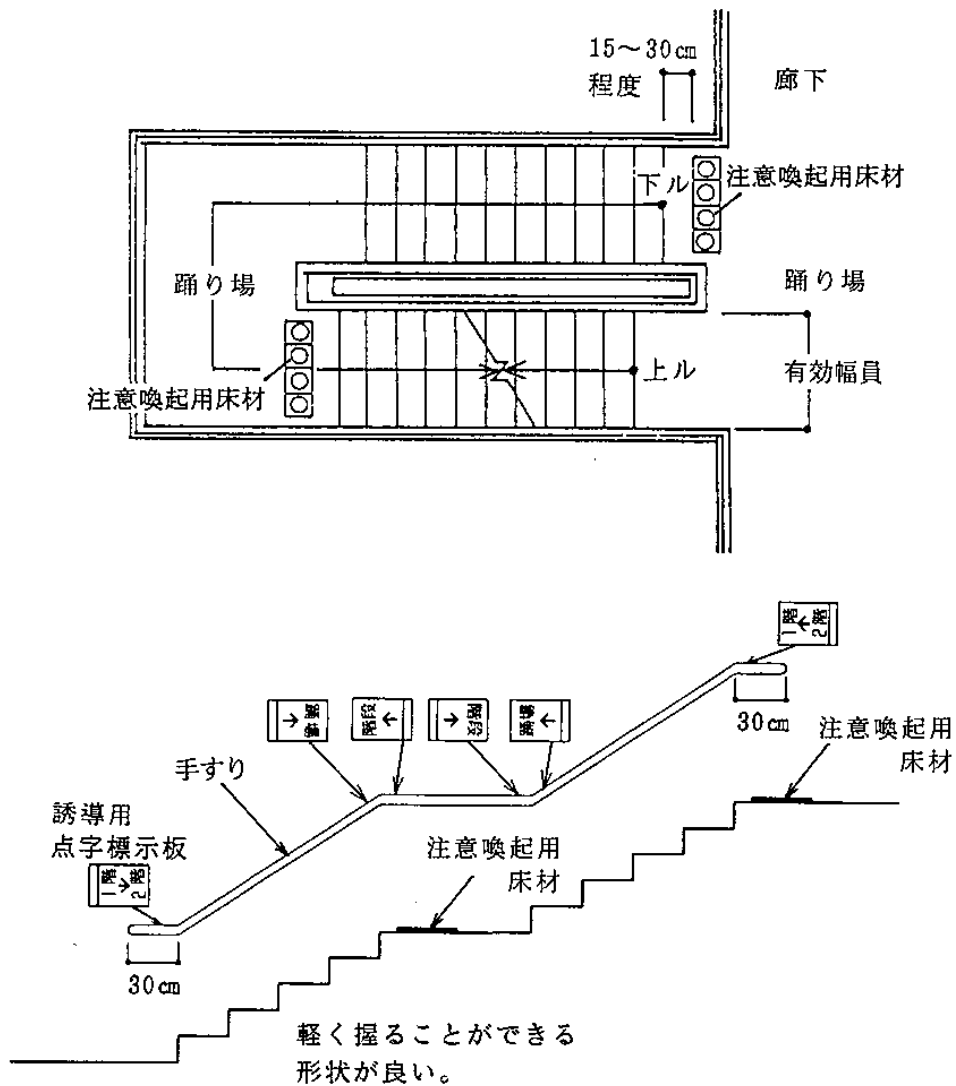 15～30㎝
程度
廊下
下ル
注意喚起用床材
踊り場
踊り場
上ル
有効幅員
注意喚起用床材
1階
→
2階
30㎝
注意喚起用
床材
→
踊場
階段
←
→
階段
踊場
←
手すり
誘導用
点字標示板
1階
→
2階
30㎝
注意喚起用
床材
軽く握ることができる
形状が良い。